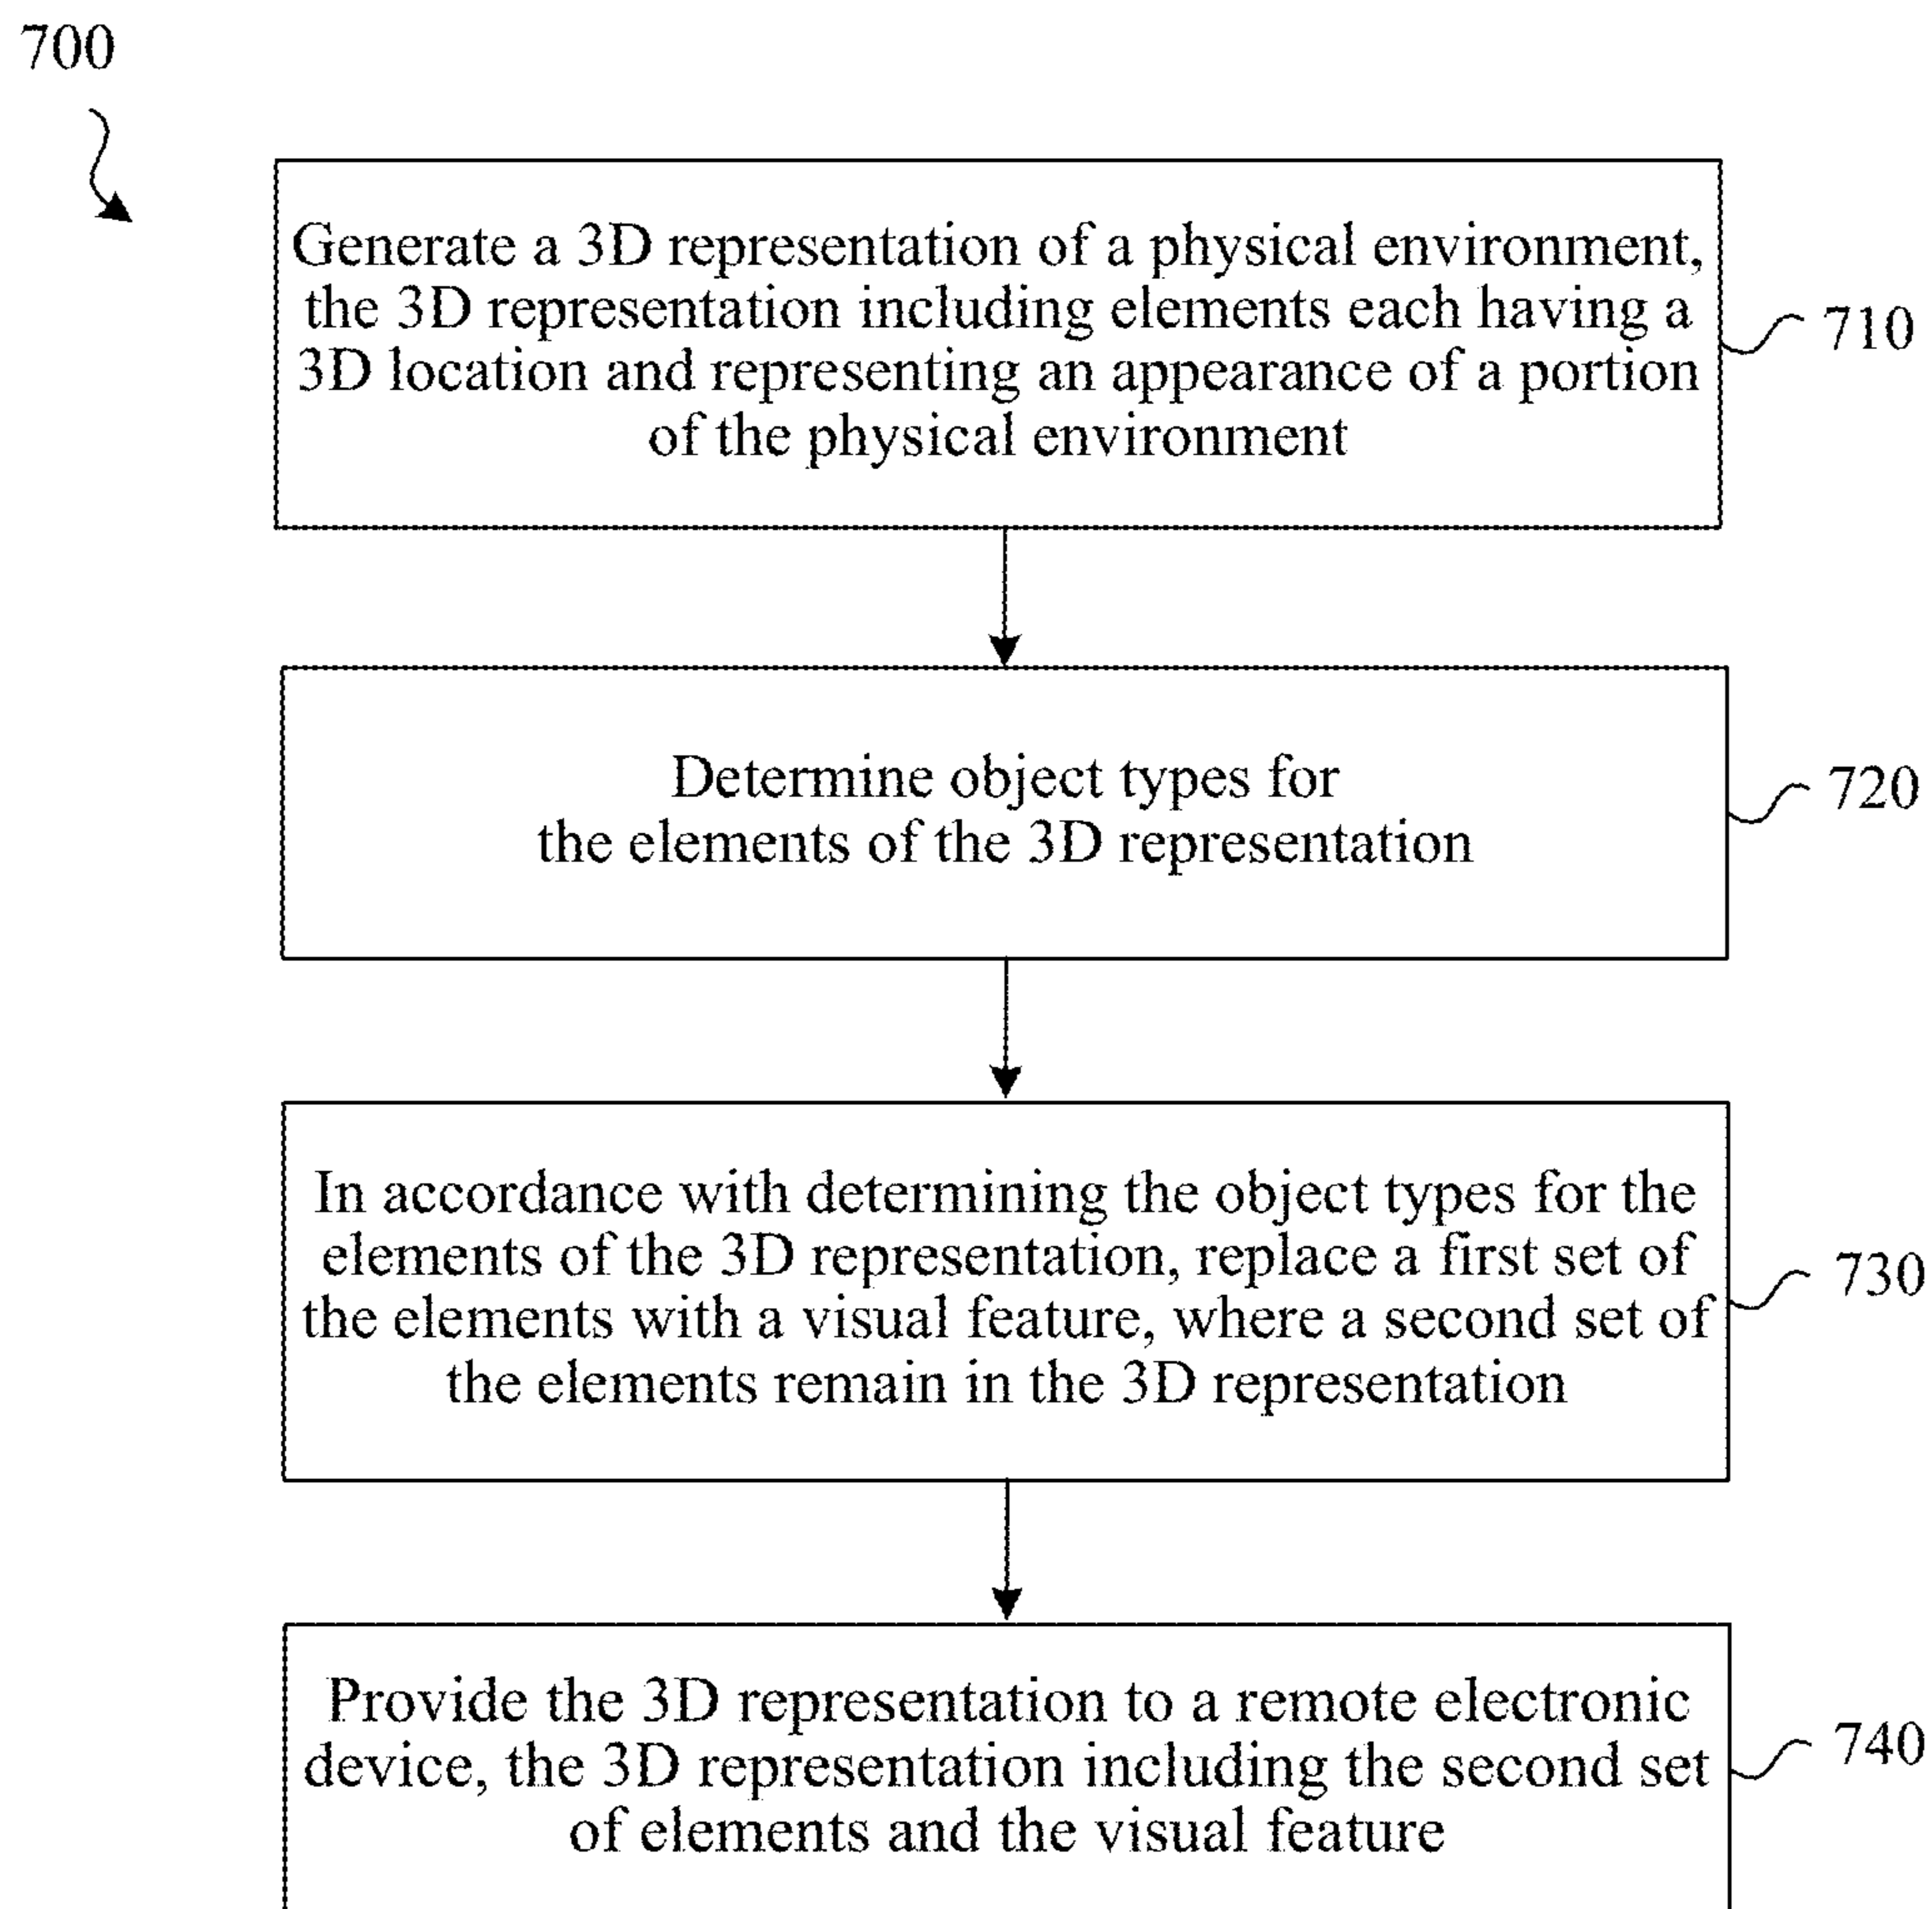 700
Generate a 3D representation of a physical environment,
the 3D representation including elements each having a
3D location and representing an appearance of a portion
of the physical environment
710
Determine object types for
the elements of the 3D representation
720
In accordance with determining the object types for the
elements of the 3D representation, replace a first set of
the elements with a visual feature, where a second set of
the elements remain in the 3D representation
730
Provide the 3D representation to a remote electronic
device, the 3D representation including the second set
of elements and the visual feature
740